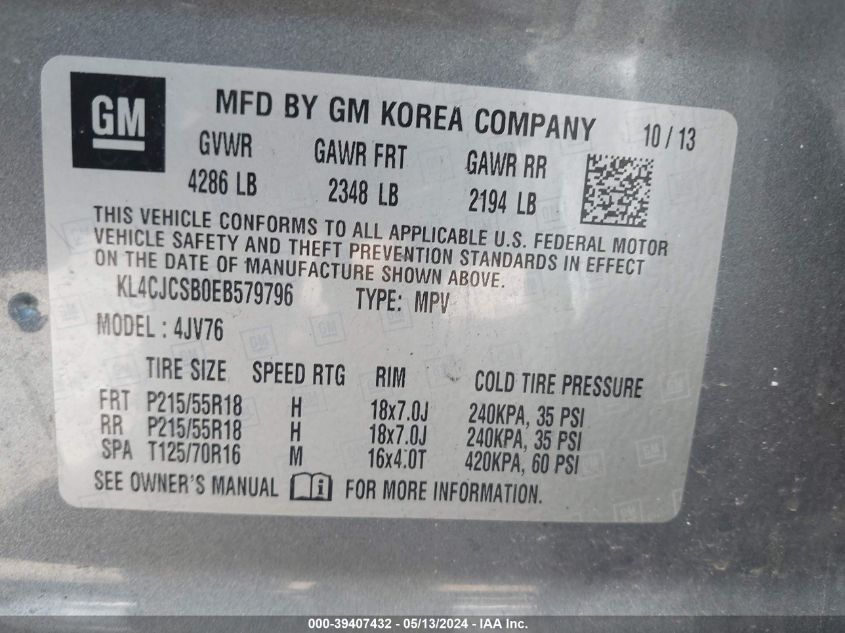 GM
MFD BY GM KOREA COMPANY 10 / 13
GVWR GAWR FRT GAWR RR
4286 LB 2348 LB 2194 LB
THIS VEHICLE CONFORMS TO ALL APPLICABLE U.S. FEDERAL MOTOR
VEHICLE SAFETY AND THEFT PREVENTION STANDARDS IN EFFECT
ON THE DATE OF MANUFACTURE SHOWN ABOVE.
KL4CJCSB0EB579796 TYPE: MPV
MODEL : 4JV76
TIRE SIZE SPEED RTG RIM COLD TIRE PRESSURE
FRT P215/55R18 H 18x7.0J 240KPA, 35 PSI
RR P215/55R18 H 18x7.0J 240KPA, 35 PSI
SPA T125/70R16 M 16x4.0T 420KPA, 60 PSI
SEE OWNER'S MANUAL i FOR MORE INFORMATION.
000-39407432 - 05/13/2024 - IAA Inc.